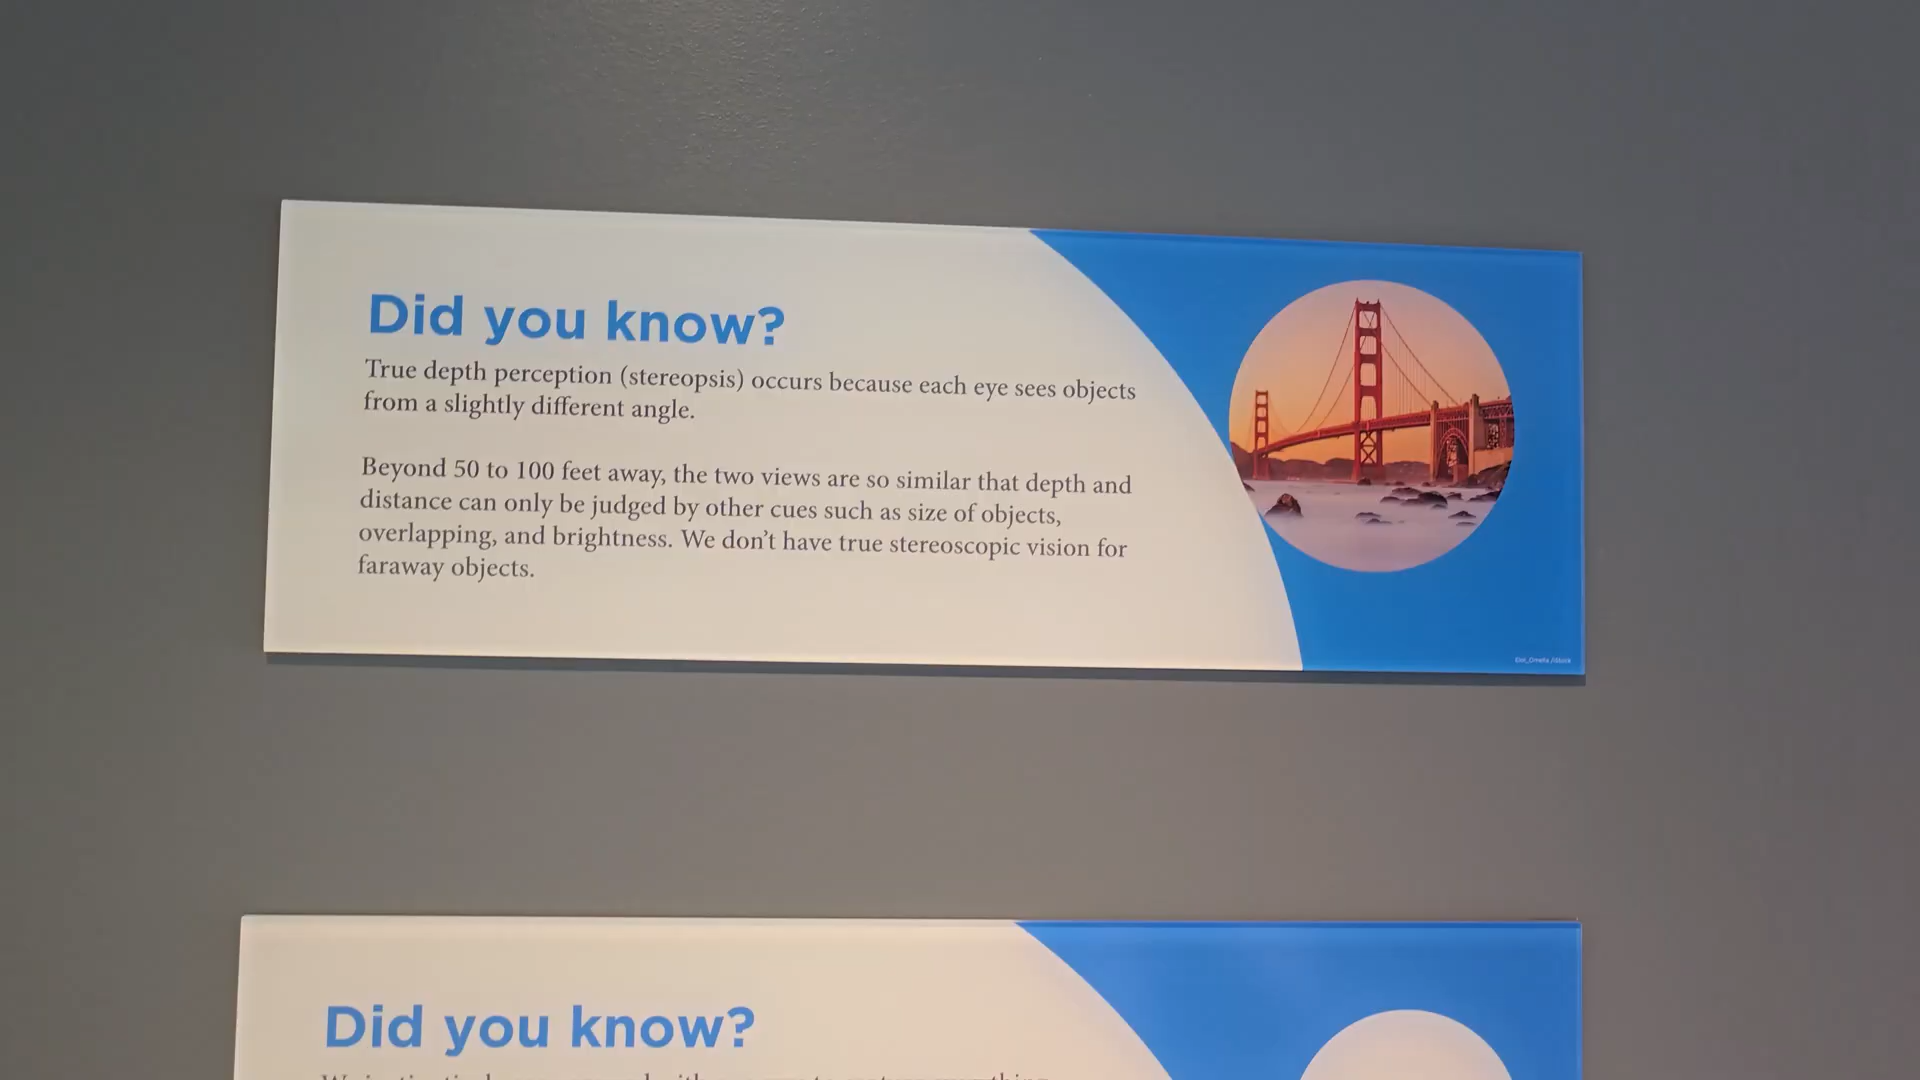 Did you know?
True depth perception (stereopsis) occurs because each eye sees objects
from a slightly different angle.
Beyond 50 to 100 feet away, the two views are so similar that depth and
distance can only be judged by other cues such as size of objects,
overlapping, and brightness. We don't have true stereoscopic vision for
faraway objects.
Did you know?